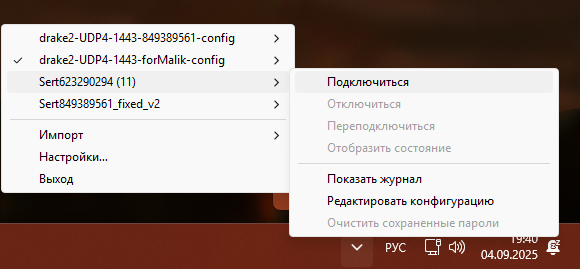 drake2-UDP4-1443-849389561-config
drake2-UDP4-1443-forMalik-config
Sert623290294 (11)
Sert849389561_fixed_v2
Импорт
Настройки...
Выход
Подключиться
Отключиться
Переподключиться
Отобразить состояние
Показать журнал
Редактировать конфигурацию
Очистить сохраненные пароли
РУС
19:40
04.09.2025